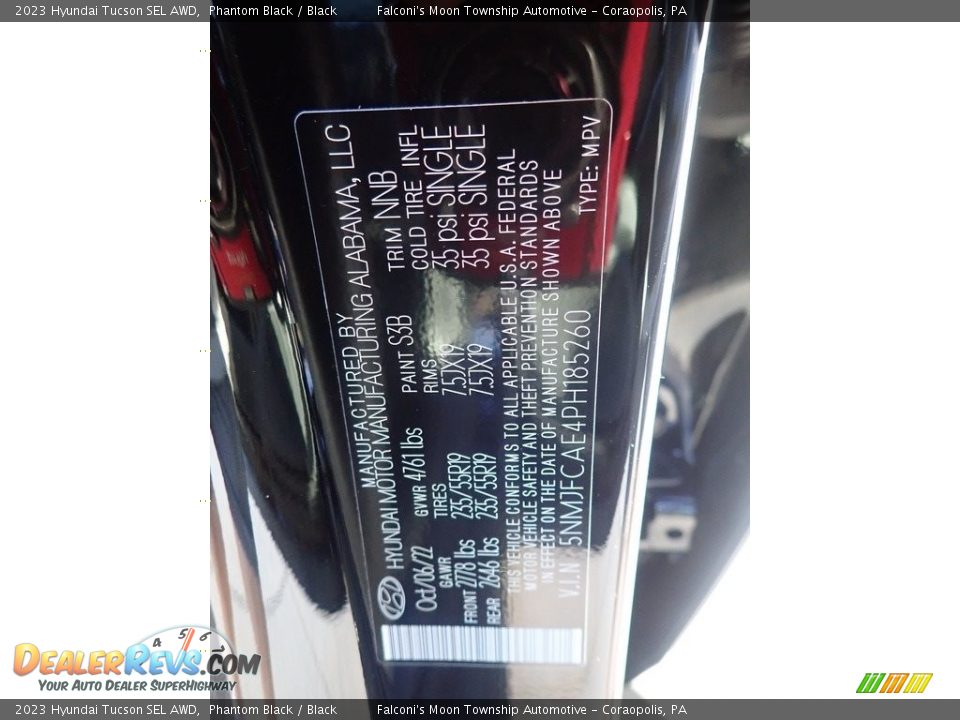 2023 Hyundai Tucson SEL AWD, Phantom Black / Black Falconi's Moon Township Automotive - Coraopolis, PA
MANUFACTURED BY
HYUNDAI MOTOR MANUFACTURING ALABAMA, LLC
Oct/06/22 GVWR 4761 lbs PAINT S3B TRIM NNB
GAWR TIRES RIMS COLD TIRE INFL
FRONT 2778 lbs 235/55R19 7.5JX19 35 psi SINGLE
REAR 2646 lbs 235/55R19 7.5JX19 35 psi SINGLE
THIS VEHICLE CONFORMS TO ALL APPLICABLE U.S.A. FEDERAL
MOTOR VEHICLE SAFETY AND THEFT PREVENTION STANDARDS
IN EFFECT ON THE DATE OF MANUFACTURE SHOWN ABOVE
V.I.N: 5NMJFCAE4PH185260 TYPE: MPV
4 5 6
DEALERREVS.COM
YOUR AUTO DEALER SUPERHIGHWAY
2023 Hyundai Tucson SEL AWD, Phantom Black / Black Falconi's Moon Township Automotive - Coraopolis, PA